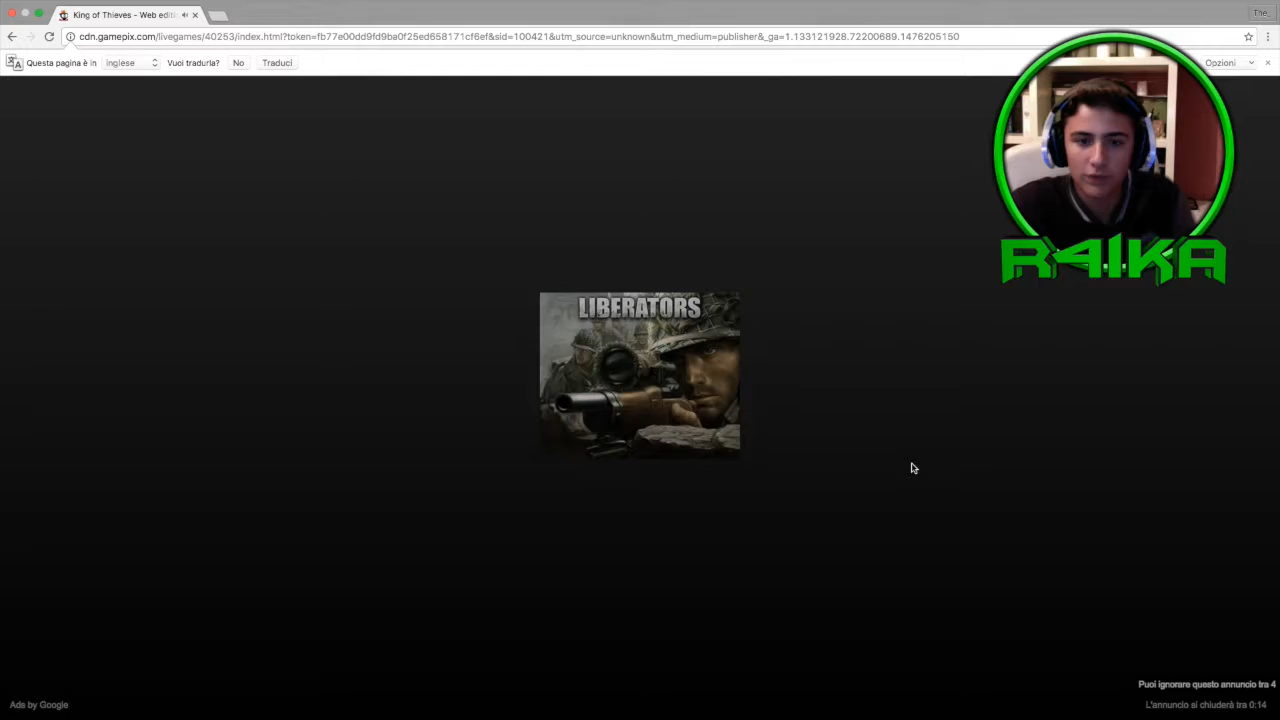 King of Thieves - Web editi
The
cdn.gamepix.com/livegames/40253/index.html?token=fb77e00dd9fd9ba0f25ed658171cf6ef&sid=100421&utm_source=unknown&utm_medium=publisher&_ga=1.133121928.72200689.1476205150
Questa pagina è in inglese Vuoi tradurla? No Traduci Opzioni
R41KA
LIBERATORS
Puoi ignorare questo annuncio tra 4
Ads by Google
L'annuncio si chiuderà tra 0:14